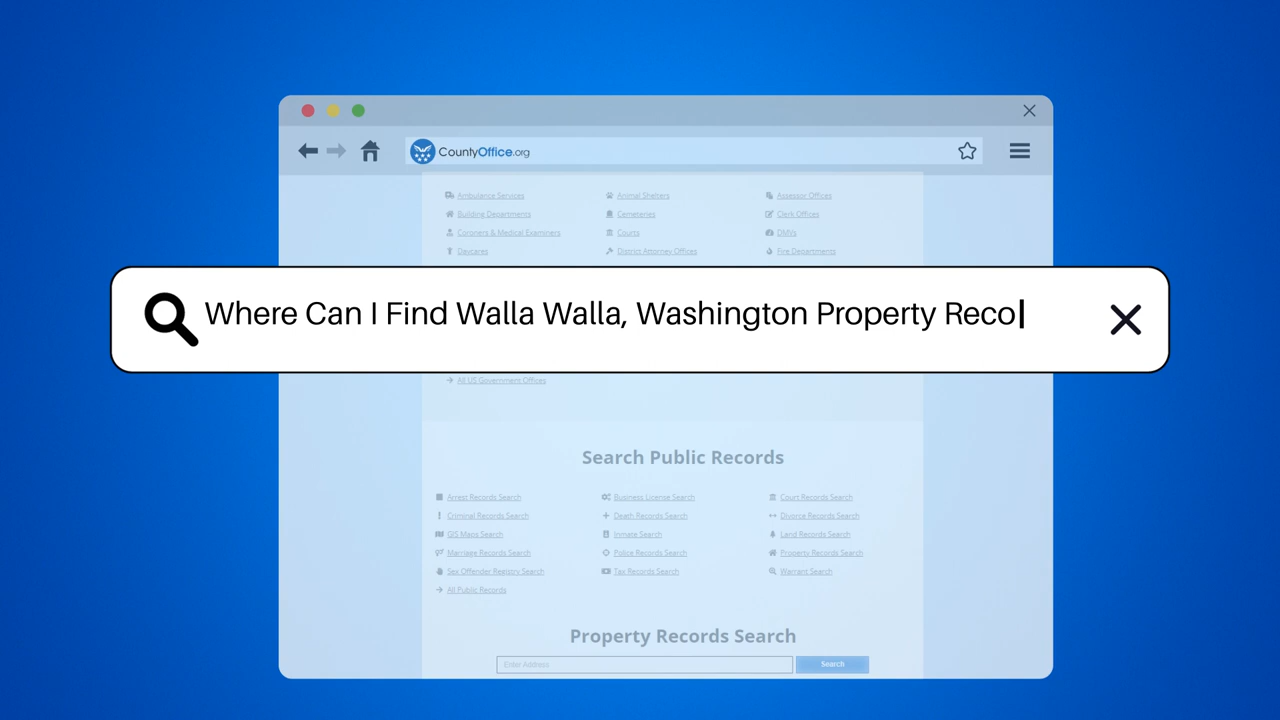 CountyOffice.org
Ambulance Services
Animal Shelters
Assessor Offices
Building Departments
Cemeteries
Clerk Offices
Coroners & Medical Examiners
Courts
DMVs
Daycares
District Attorney Offices
Fire Departments
Where Can I Find Walla Walla, Washington Property Reco
All US Government Offices
Search Public Records
Arrest Records Search
Business License Search
Court Records Search
Criminal Records Search
Death Records Search
Divorce Records Search
GIS Maps Search
Inmate Search
Land Records Search
Marriage Records Search
Police Records Search
Property Records Search
Sex Offender Registry Search
Tax Records Search
Warrant Search
All Public Records
Property Records Search
Enter Address
Search